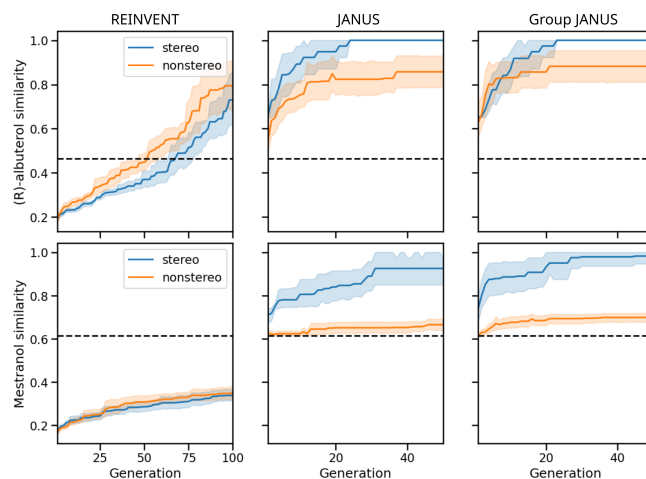 REINVENT
JANUS
Group JANUS
(R)-albuterol similarity
1.0
0.8
0.6
0.4
0.2
stereo
nonstereo
Mestranol similarity
1.0
0.8
0.6
0.4
0.2
stereo
nonstereo
25 50 75 100
0 20 40
0 20 40
Generation
Generation
Generation